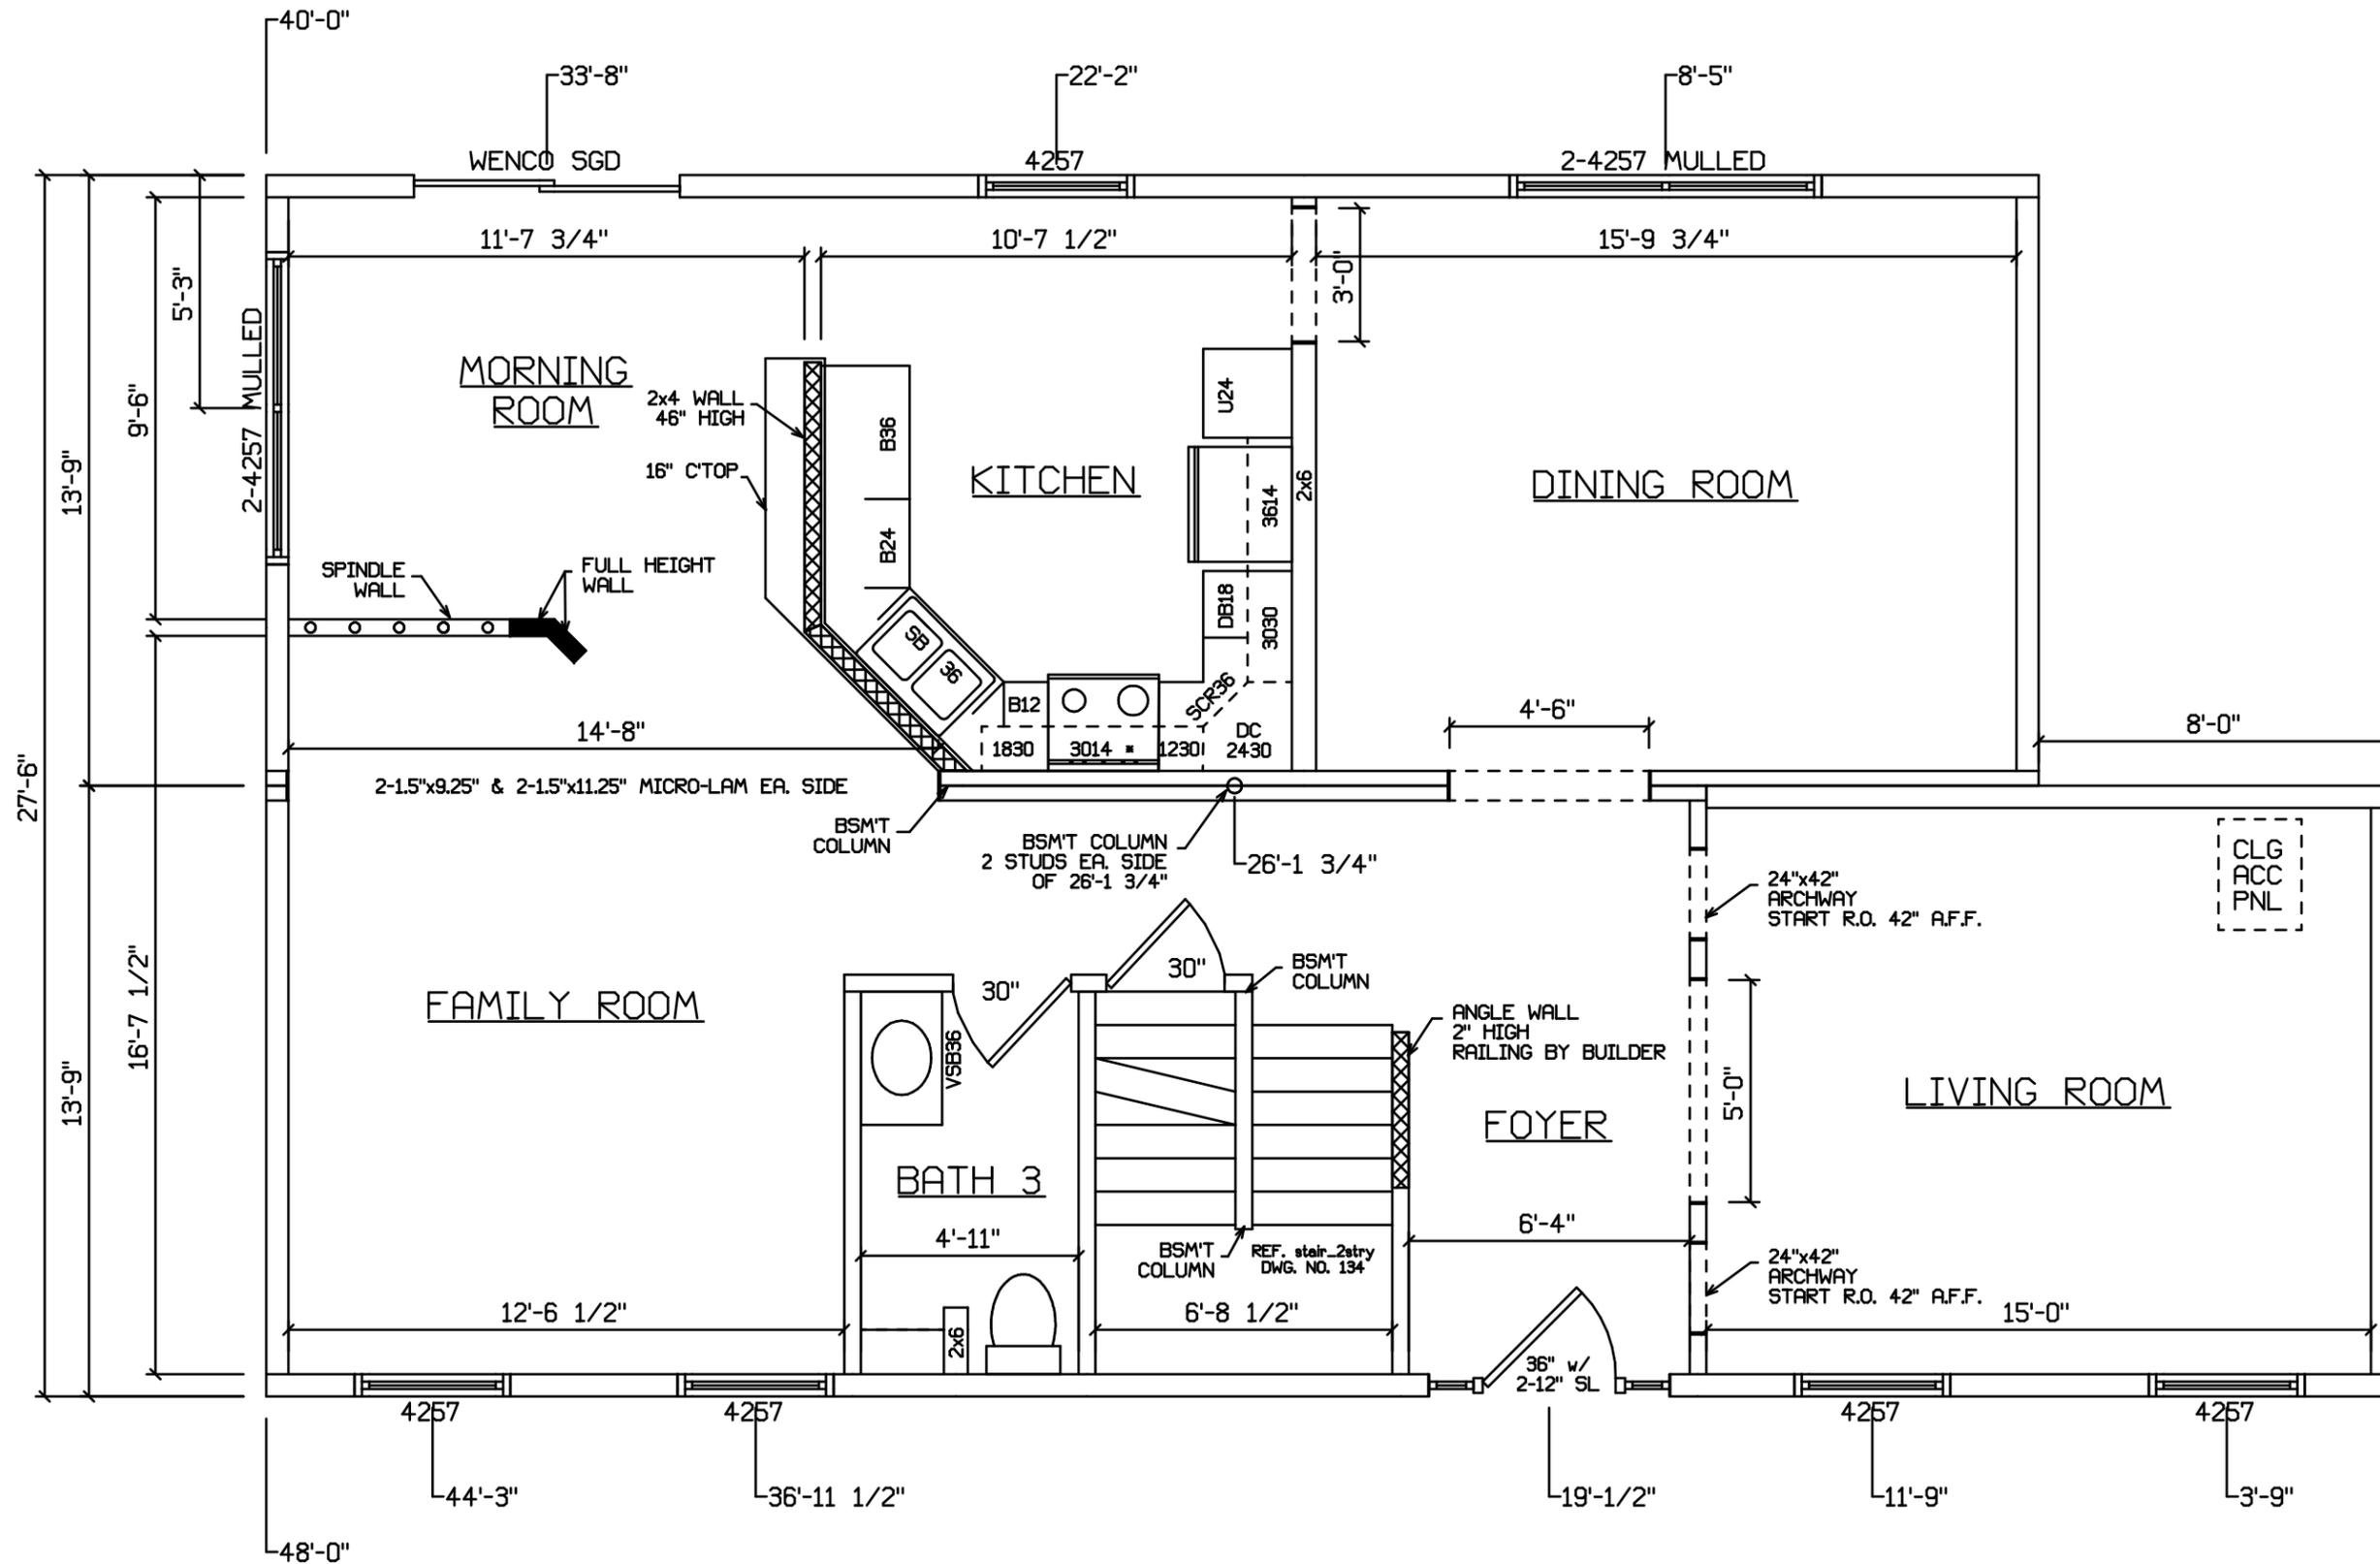 40'-0"
33'-8"
22'-2"
8'-5"
WENCO SGD
4257
2-4257 MULLED
11'-7 3/4"
10'-7 1/2"
15'-9 3/4"
3'-0"
5'-3"
9'-6"
13'-9"
27'-6"
2-4257 MULLED
MORNING
ROOM
2x4 WALL
46" HIGH
16" C'TOP
B36
B24
KITCHEN
U24
3614
2x6
DB18
3030
DINING ROOM
SPINDLE
WALL
FULL HEIGHT
WALL
SB
36
B12
SCR36
DC
2430
1830
3014
1230
14'-8"
4'-6"
8'-0"
2-1.5"x9.25" & 2-1.5"x11.25" MICRO-LAM EA. SIDE
BSM'T
COLUMN
BSM'T COLUMN
2 STUDS EA. SIDE
OF 26'-1 3/4"
26'-1 3/4"
CLG
ACC
PNL
24"x42"
ARCHWAY
START R.O. 42" A.F.F.
16'-7 1/2"
13'-9"
FAMILY ROOM
30"
30"
BSM'T
COLUMN
VSB36
ANGLE WALL
2" HIGH
RAILING BY BUILDER
5'-0"
LIVING ROOM
FOYER
BATH 3
4'-11"
BSM'T
COLUMN
REF. stair_2stry
DWG. NO. 134
6'-4"
24"x42"
ARCHWAY
START R.O. 42" A.F.F.
12'-6 1/2"
2x6
6'-8 1/2"
15'-0"
36" w/
2-12" SL
4257
4257
4257
4257
44'-3"
36'-11 1/2"
19'-1/2"
11'-9"
3'-9"
48'-0"